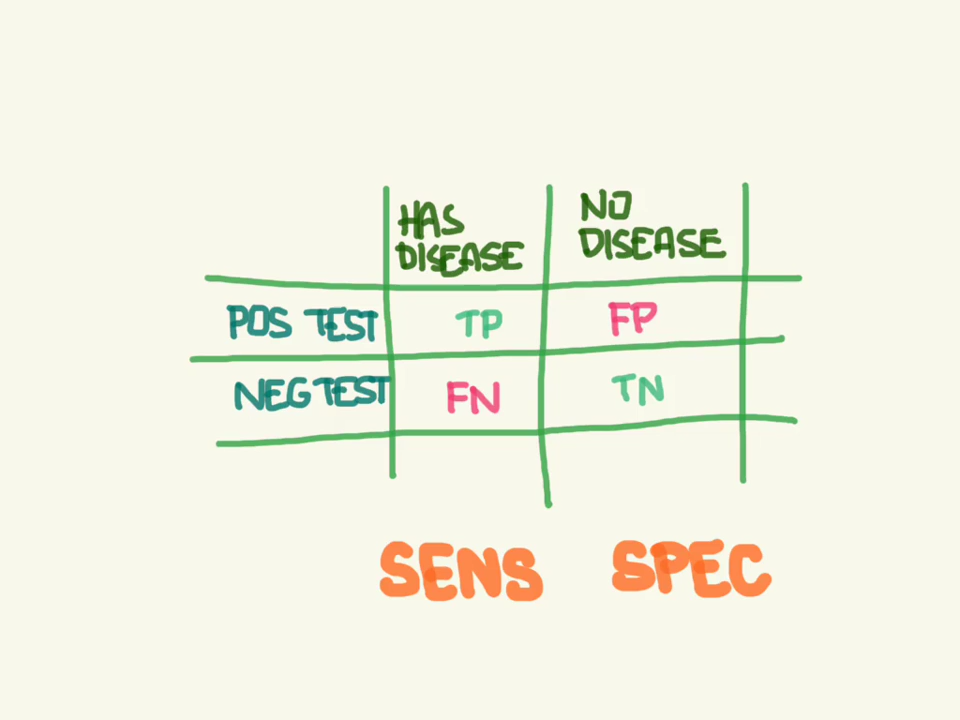 HAS
DISEASE
NO
DISEASE
POS TEST
TP
FP
NEG TEST
FN
TN
SENS
SPEC